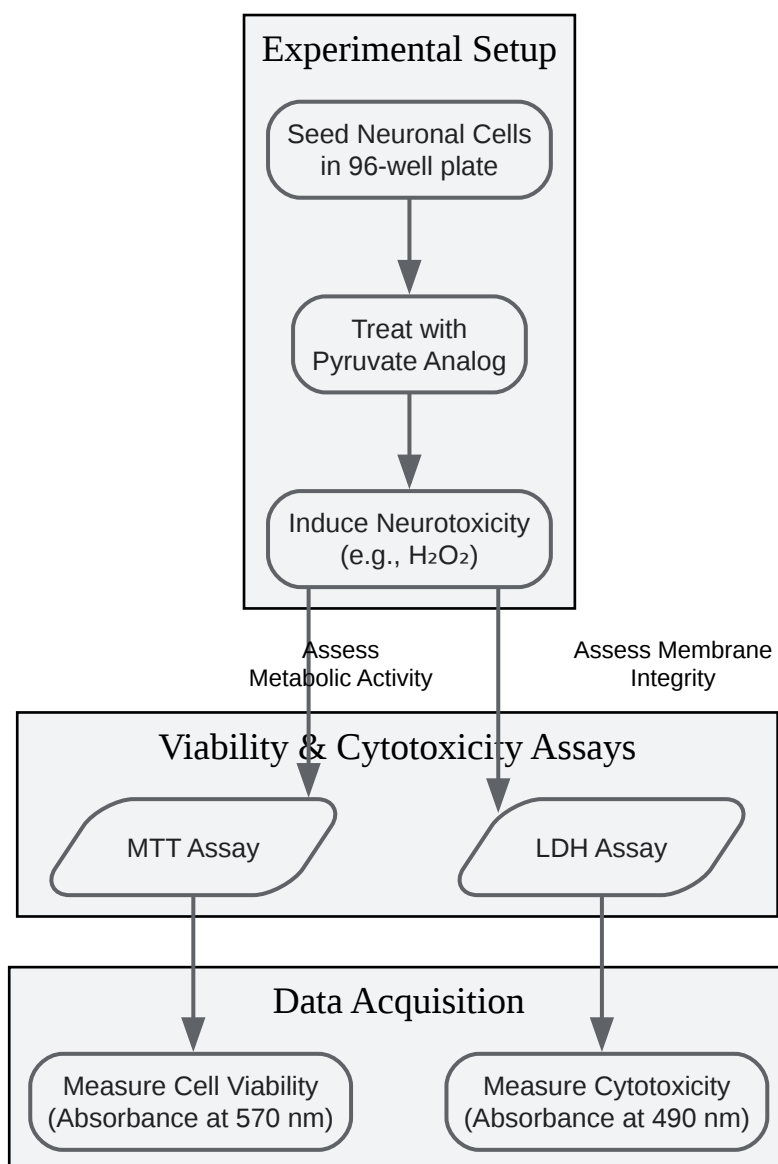 Experimental Setup
Seed Neuronal Cells
in 96-well plate
Treat with
Pyruvate Analog
Induce Neurotoxicity
(e.g., H₂O₂)
Assess
Metabolic Activity
Assess Membrane
Integrity
Viability & Cytotoxicity Assays
MTT Assay
LDH Assay
Data Acquisition
Measure Cell Viability
(Absorbance at 570 nm)
Measure Cytotoxicity
(Absorbance at 490 nm)